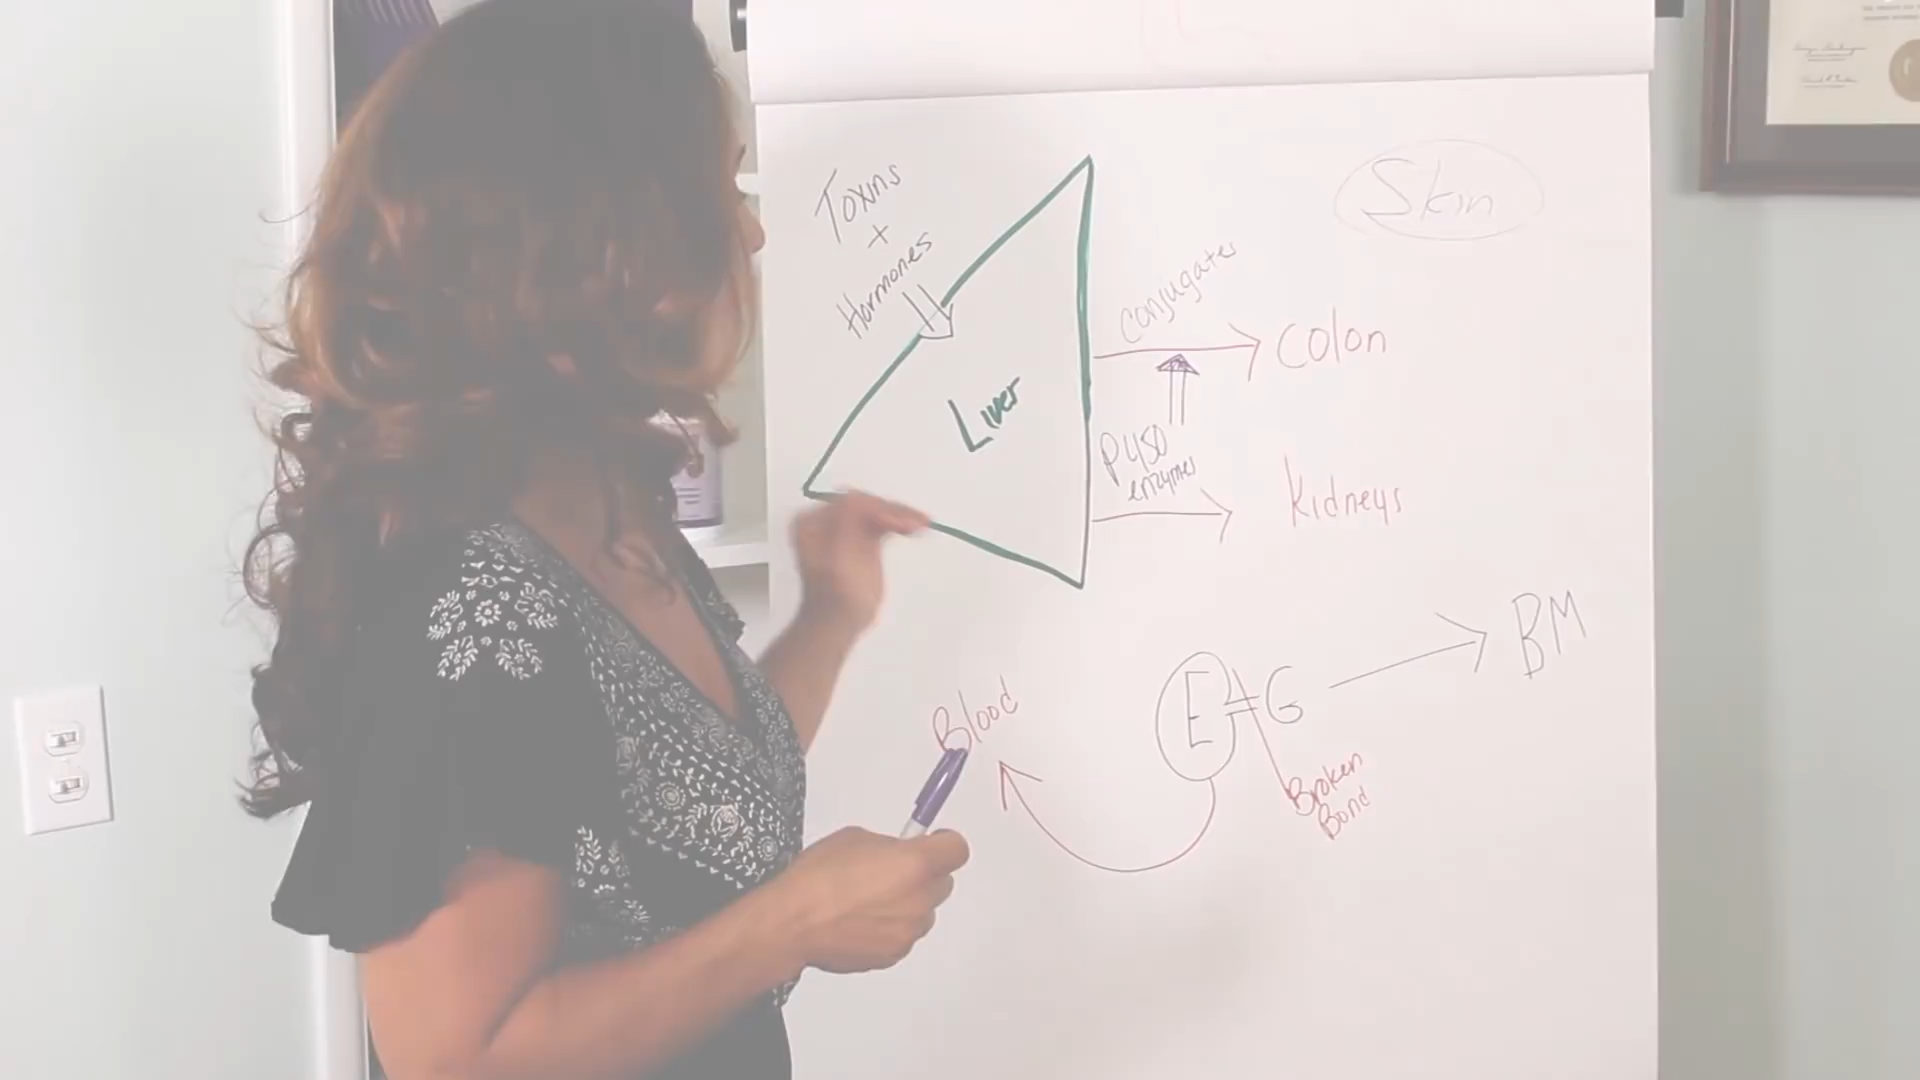 Toxins
+
Hormones
Liver
Skin
Conjugates
Colon
P450
enzymes
Kidneys
BM
E G
Broken
Bond
Blood